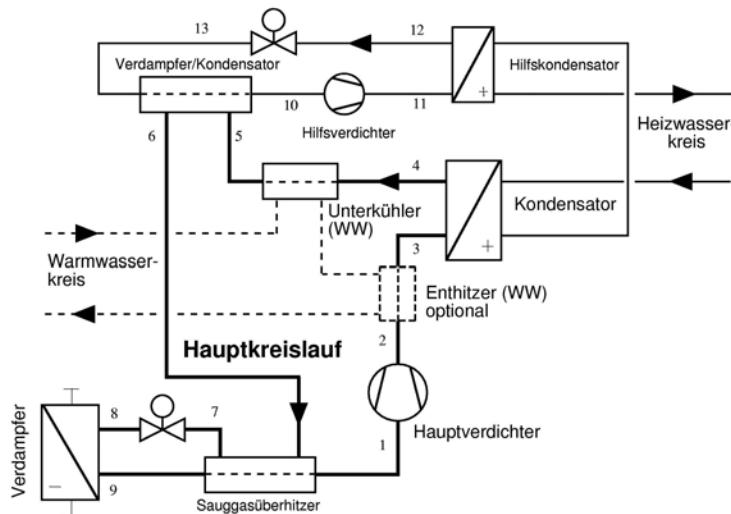 13
12
Verdampfer/Kondensator
Hilfskondensator
10
11
+
6
5
Hilfsverdichter
Heizwasser
kreis
4
Unterkühler
(WW)
Kondensator
3
+
Warmwasser-
kreis
Enthitzer (WW)
optional
2
Hauptkreislauf
Verdampfer
8
7
Hauptverdichter
1
–
9
Sauggasüberhitzer